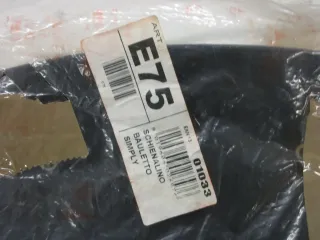 ART.
E75
01033
* SCHIENALINO
BAULETTO
SIMPLY